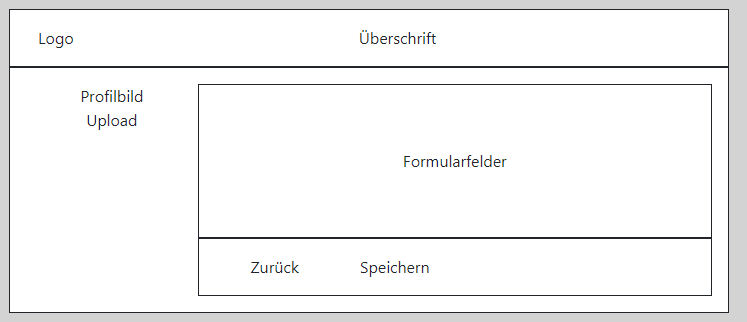 Logo
Überschrift
Profilbild
Upload
Formularfelder
Zurück
Speichern